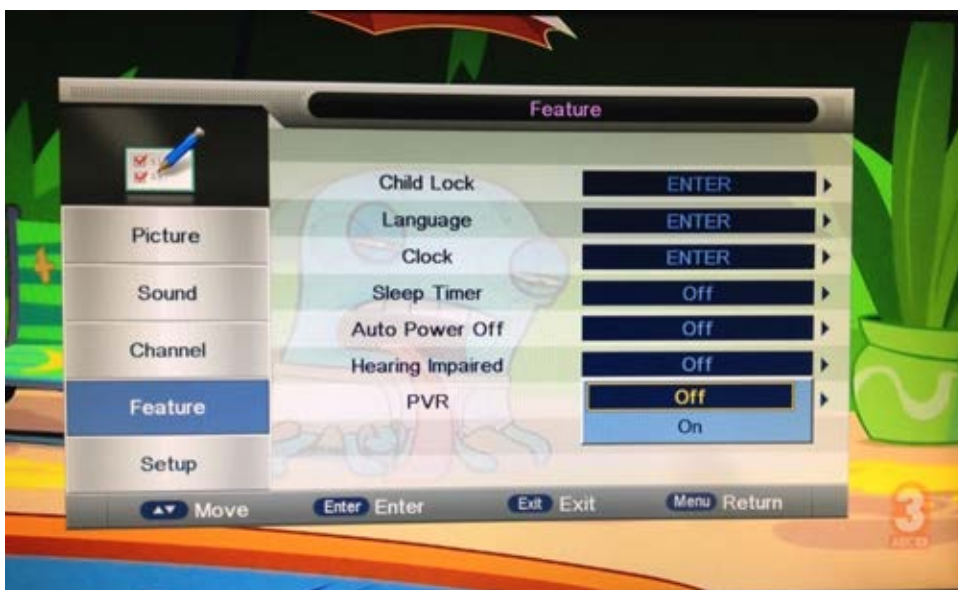 Feature
Child Lock ENTER
Language ENTER
Clock ENTER
Sleep Timer Off
Auto Power Off Off
Hearing Impaired Off
PVR Off
On
Picture
Sound
Channel
Feature
Setup
Move Enter Enter Exit Exit Menu Return
3